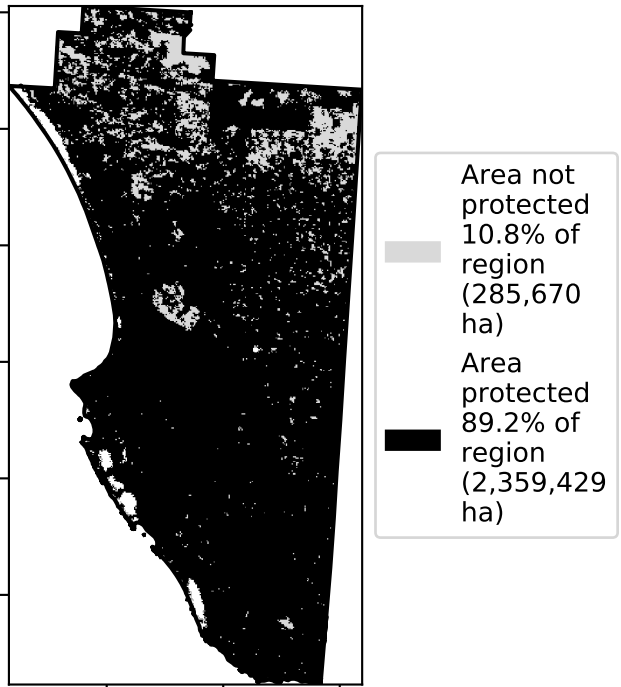 Area not
protected
10.8% of
region
(285,670
ha)
Area
protected
89.2% of
region
(2,359,429
ha)